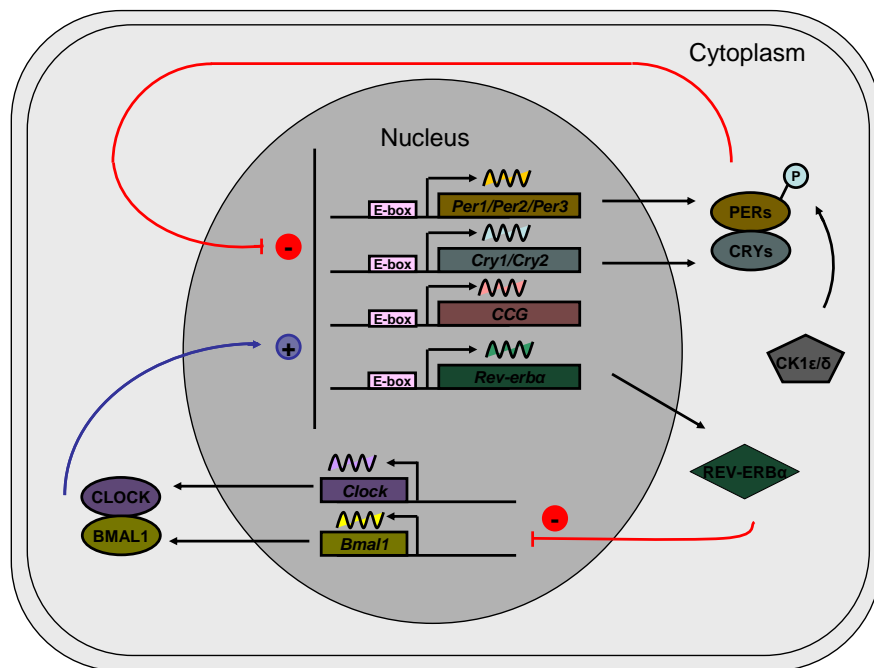 Cytoplasm
Nucleus
P
E-box
Per1/Per2/Per3
PERs
CRYs
E-box
Cry1/Cry2
-
E-box
CCG
+
E-box
Rev-erbα
CK1ε/δ
REV-ERBα
CLOCK
Clock
BMAL1
Bmal1
-